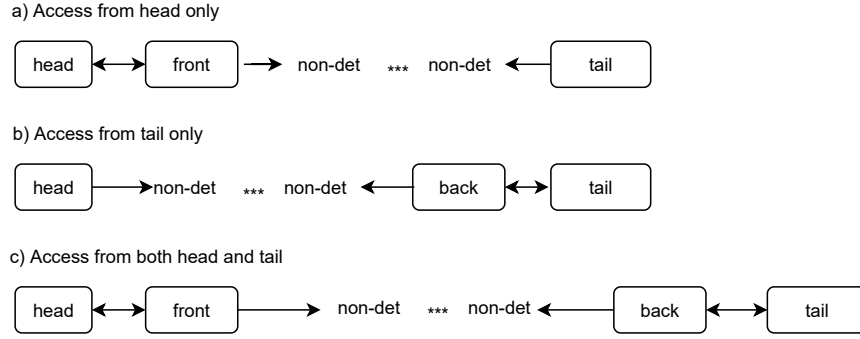 a) Access from head only
head front non-det *** non-det tail
b) Access from tail only
head non-det *** non-det back tail
c) Access from both head and tail
head front non-det *** non-det back tail